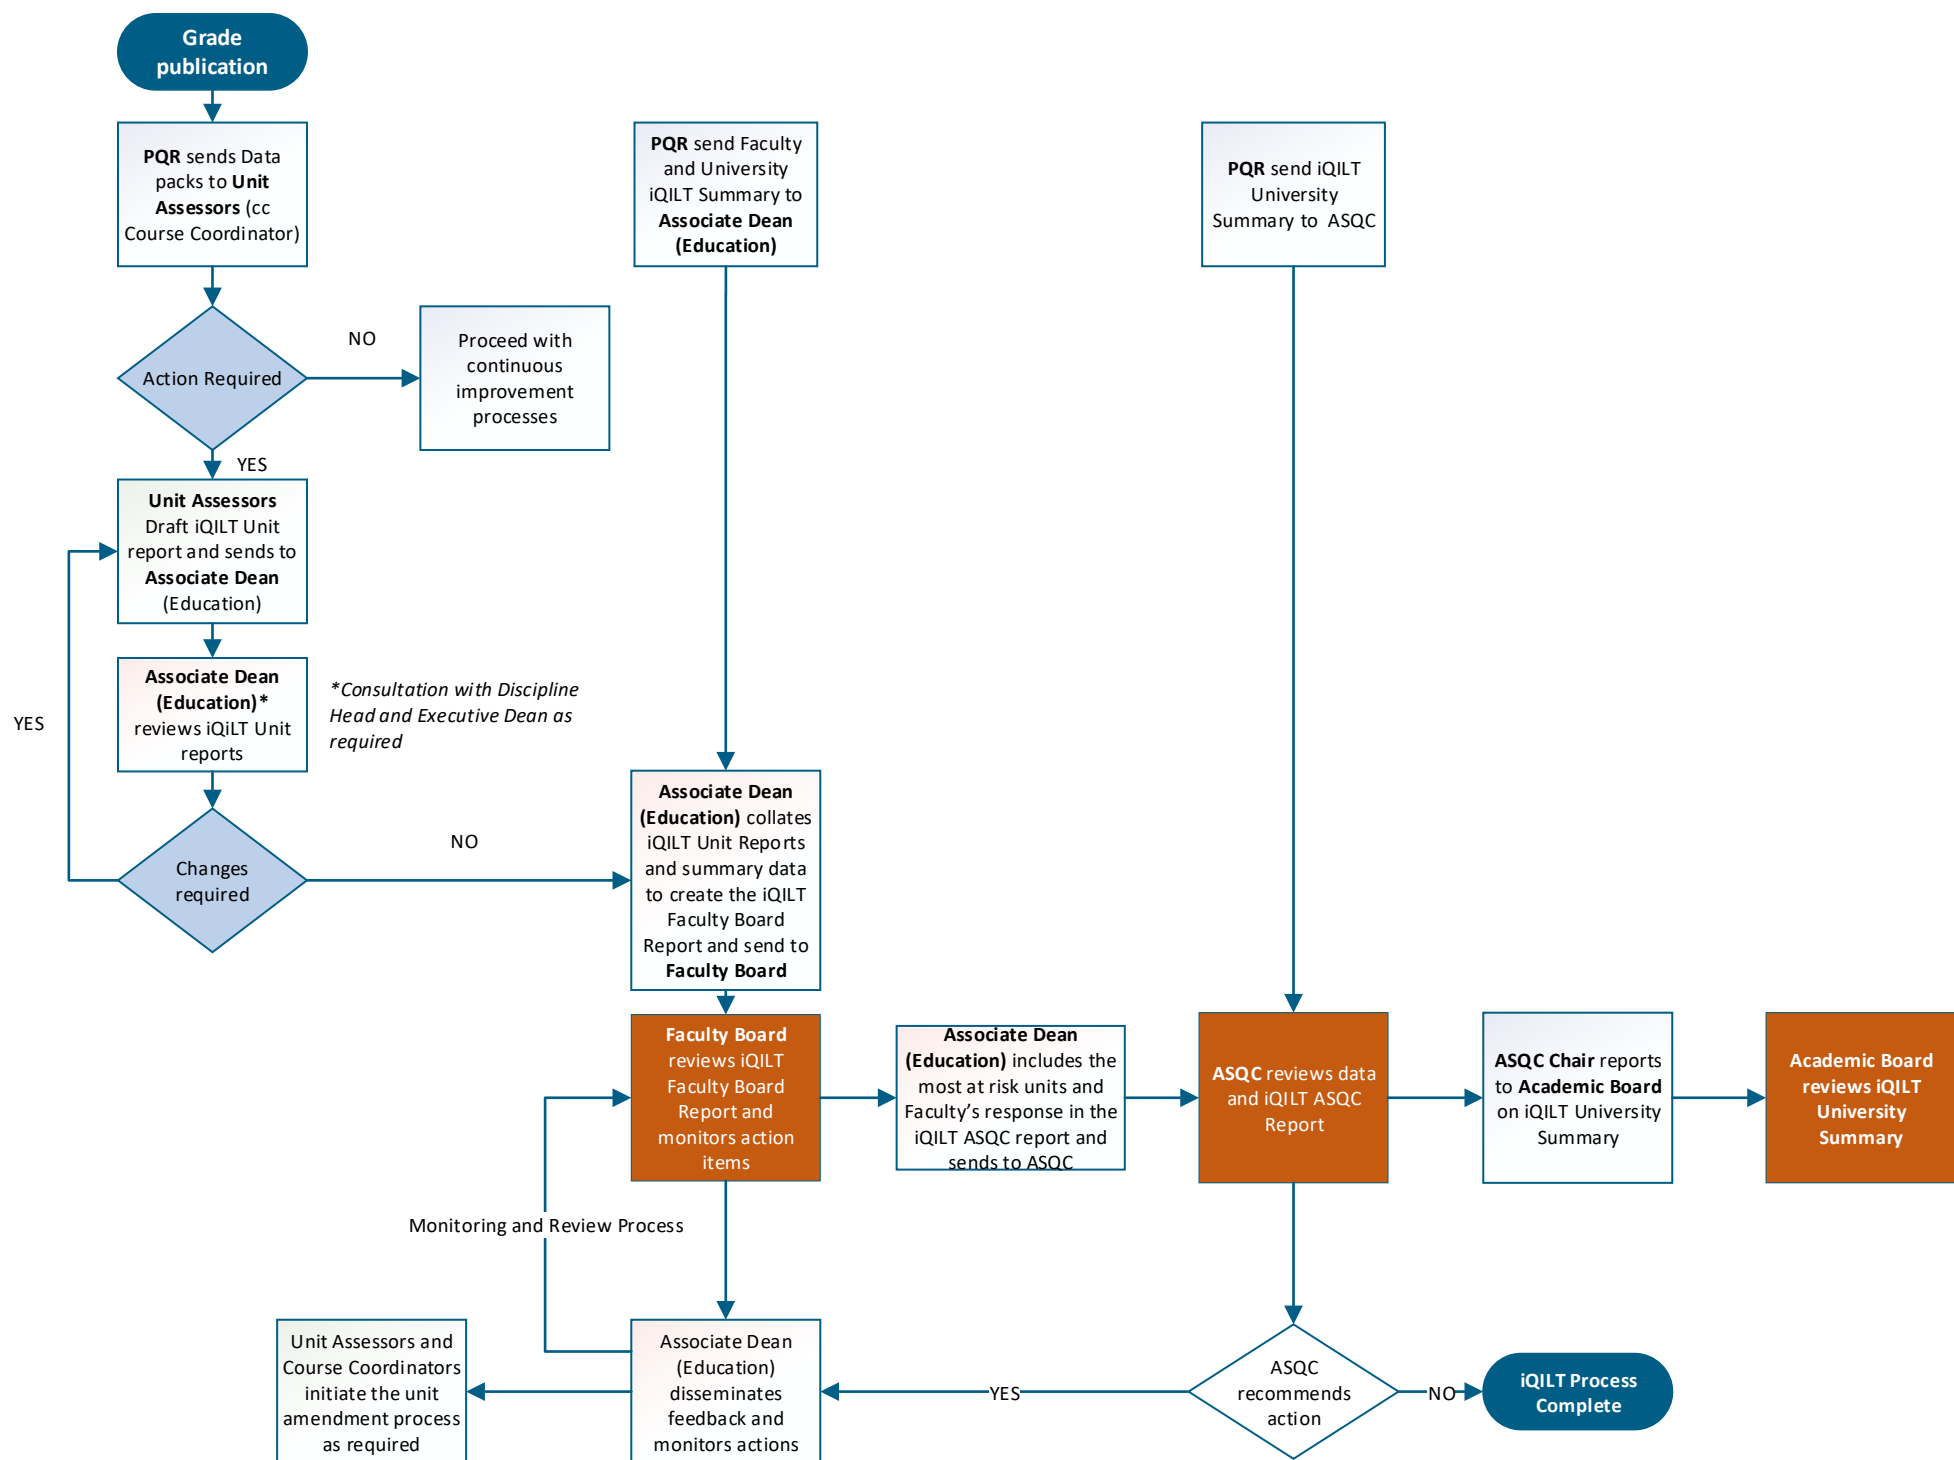 Grade
publication
PQR sends Data
packs to Unit
Assessors (cc
Course Coordinator)
PQR send Faculty
and University
iQILT Summary to
Associate Dean
(Education)
PQR send iQILT
University
Summary to ASQC
Action Required
NO
Proceed with
continuous
improvement
processes
YES
Unit Assessors
Draft iQILT Unit
report and sends to
Associate Dean
(Education)
Associate Dean
(Education)*
reviews iQiLT Unit
reports
*Consultation with Discipline
Head and Executive Dean as
required
YES
Changes
required
NO
Associate Dean
(Education) collates
iQILT Unit Reports
and summary data
to create the iQILT
Faculty Board
Report and send to
Faculty Board
Faculty Board
reviews iQILT
Faculty Board
Report and
monitors action
items
Associate Dean
(Education) includes the
most at risk units and
Faculty’s response in the
iQILT ASQC report and
sends to ASQC
ASQC reviews data
and iQILT ASQC
Report
ASQC Chair reports
to Academic Board
on iQILT University
Summary
Academic Board
reviews iQILT
University
Summary
Monitoring and Review Process
Unit Assessors and
Course Coordinators
initiate the unit
amendment process
as required
Associate Dean
(Education)
disseminates
feedback and
monitors actions
YES
ASQC
recommends
action
NO
iQILT Process
Complete